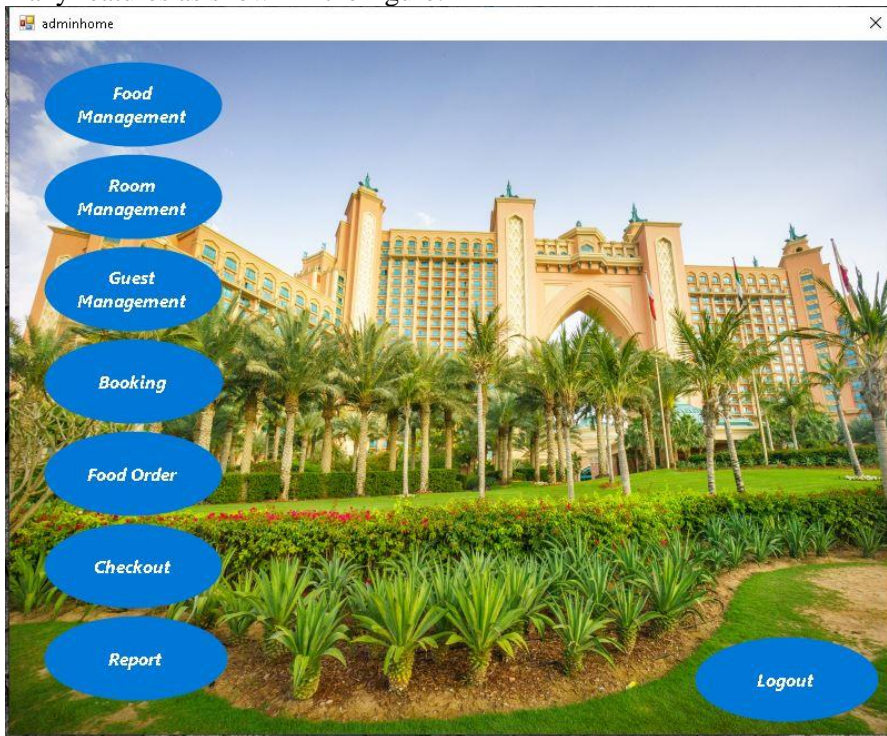 adminhome
Food
Management
Room
Management
Guest
Management
Booking
Food Order
Checkout
Report
Logout